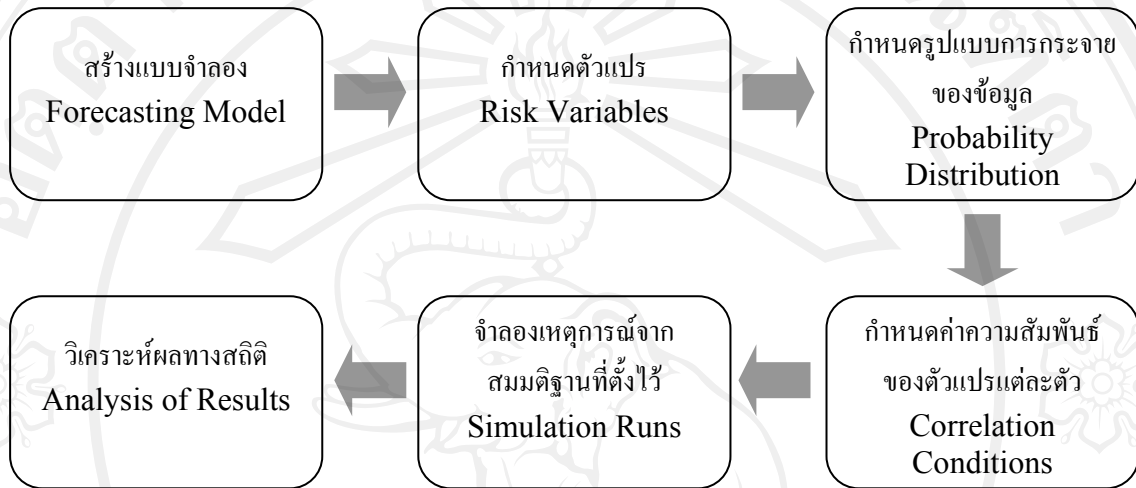 สร้างแบบจำลอง
Forecasting Model
กำหนดตัวแปร
Risk Variables
กำหนดรูปแบบการกระจาย
ของข้อมูล
Probability
Distribution
กำหนดค่าความสัมพันธ์
ของตัวแปรแต่ละตัว
Correlation
Conditions
จำลองเหตุการณ์จาก
สมมติฐานที่ตั้งไว้
Simulation Runs
วิเคราะห์ผลทางสถิติ
Analysis of Results